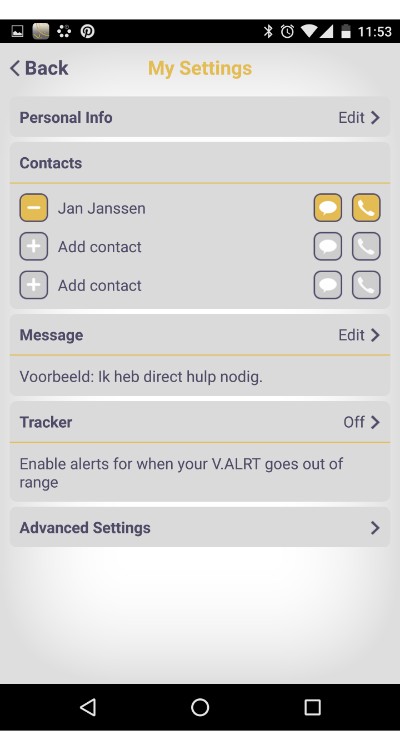 11:53
Back
My Settings
Personal Info
Edit
Contacts
Jan Janssen
Add contact
Add contact
Message
Edit
Voorbeeld: Ik heb direct hulp nodig.
Tracker
Off
Enable alerts for when your V.ALRT goes out of
range
Advanced Settings